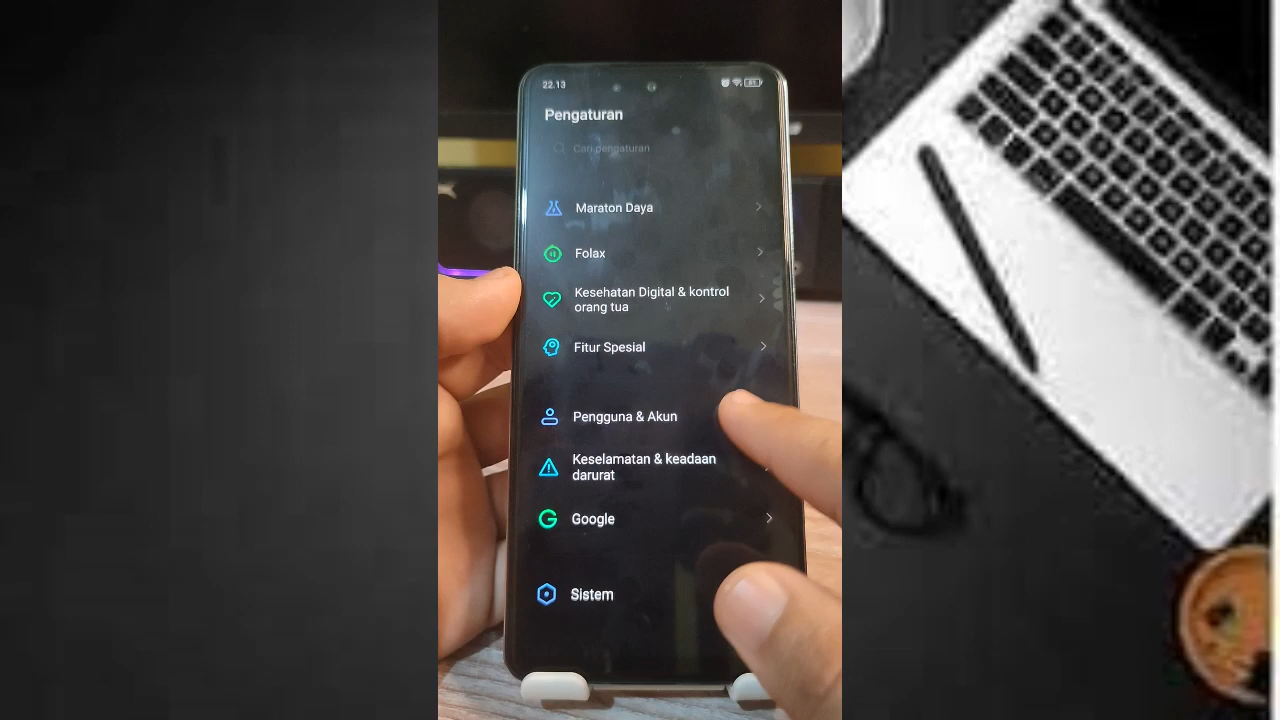 22.13
Pengaturan
Cari pengaturan
Maraton Daya
Folax
Kesehatan Digital & kontrol
orang tua
Fitur Spesial
Pengguna & Akun
Keselamatan & keadaan
darurat
Google
Sistem